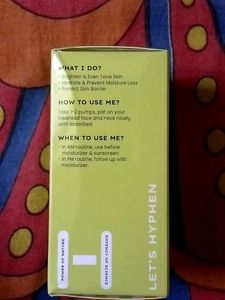 WHAT I DO?
• Brighten & Even Tone Skin
• Hydrate & Prevent Moisture Loss
• Protect Skin Barrier
HOW TO USE ME?
Take 1-2 pumps, pat on your
cleansed face and neck nicely,
until absorbed.
WHEN TO USE ME?
• In AM routine, use before
moisturizer & sunscreen.
• In PM routine, follow up with
moisturizer.
POWER OF NATURE
POTENCY OF SCIENCE
LET'S HYPHEN